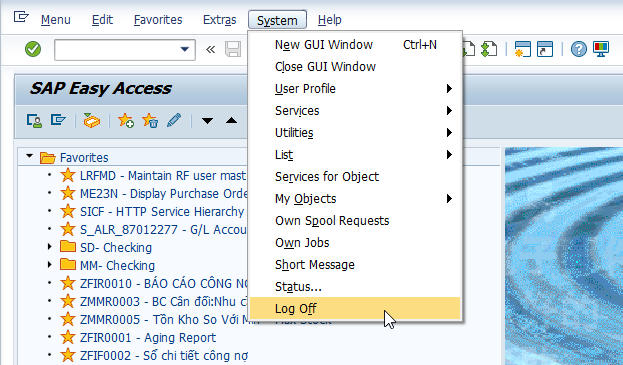 Menu Edit Favorites Extras System Help
New GUI Window Ctrl+N
Close GUI Window
User Profile
Services
Utilities
List
Services for Object
My Objects
Own Spool Requests
Own Jobs
Short Message
Status...
Log Off
SAP Easy Access
Favorites
LRFMD - Maintain RF user mast
ME23N - Display Purchase Orde
SICF - HTTP Service Hierarchy
S_ALR_87012277 - G/L Accou
SD- Checking
MM- Checking
ZFIR0010 - BÁO CÁO CÔNG N
ZMMR0003 - BC Cân đối:Nhu c
ZMMR0005 - Tồn Kho So Với Min - Max Stock
ZFIR0001 - Aging Report
ZFIF0002 - Sổ chi tiết công nợ